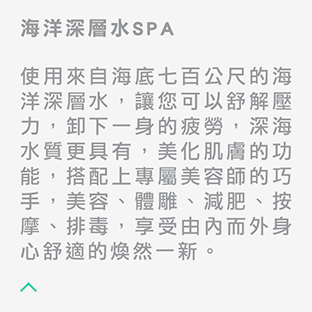 海洋深層水SPA
使用來自海底七百公尺的海
洋深層水，讓您可以舒解壓
力，卸下一身的疲勞，深海
水質更具有，美化肌膚的功
能，搭配上專屬美容師的巧
手，美容、體雕、減肥、按
摩、排毒，享受由內而外身
心舒適的煥然一新。